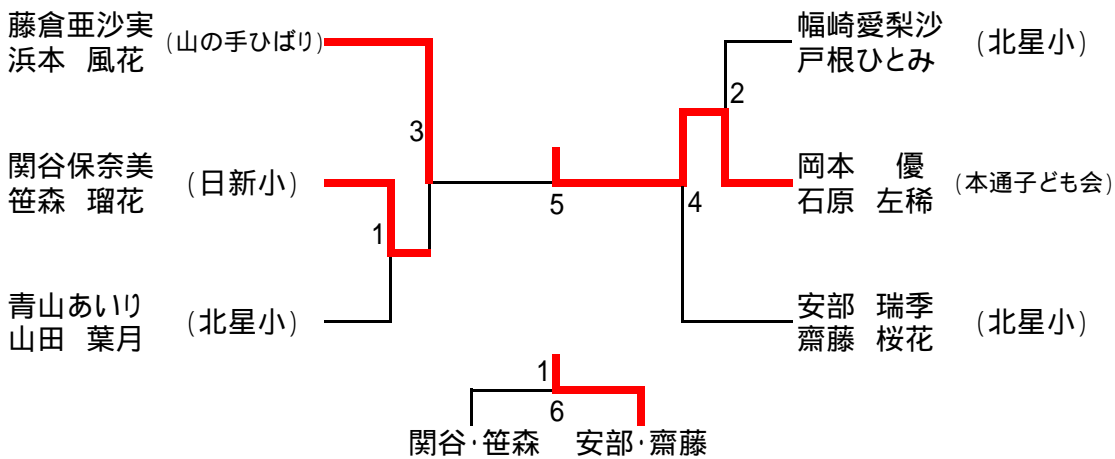 藤倉亜沙実
浜本 風花
(山の手ひばり)
3
関谷保奈美
笹森 瑠花
(日新小)
1
青山あいり
山田 葉月
(北星小)
5
幅崎愛梨沙
戸根ひとみ
(北星小)
2
岡本 優
石原 左稀
(本通子ども会)
4
安部 瑞季
齋藤 桜花
(北星小)
1
6
関谷・笹森 安部・齋藤